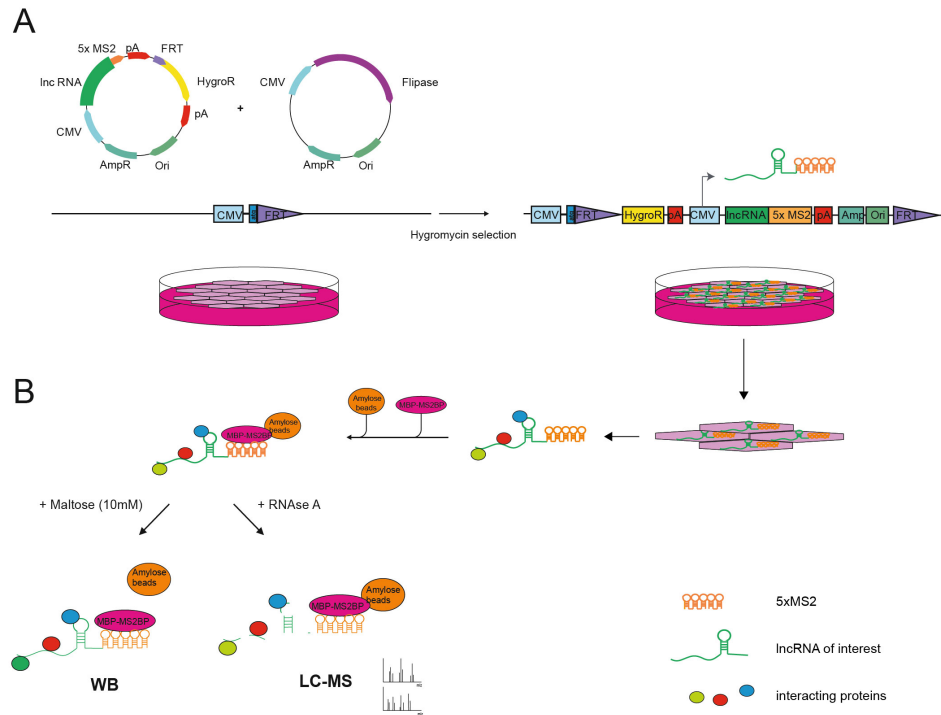 A
5x MS2 pA FRT
lnc RNA
HygroR
pA
CMV
AmpR
Ori
+
CMV
Flipase
AmpR
Ori
CMV
FRT
Hygromycin selection
CMV
FRT
HygroR
pA
CMV
lncRNA
5x MS2
pA
Amp
Ori
FRT
B
Amylose
beads
MBP-MS2BP
Amylose
beads
MBP-MS2BP
+ Maltose (10mM)
+ RNAse A
Amylose
beads
MBP-MS2BP
WB
Amylose
beads
MBP-MS2BP
LC-MS
5xMS2
lncRNA of interest
interacting proteins